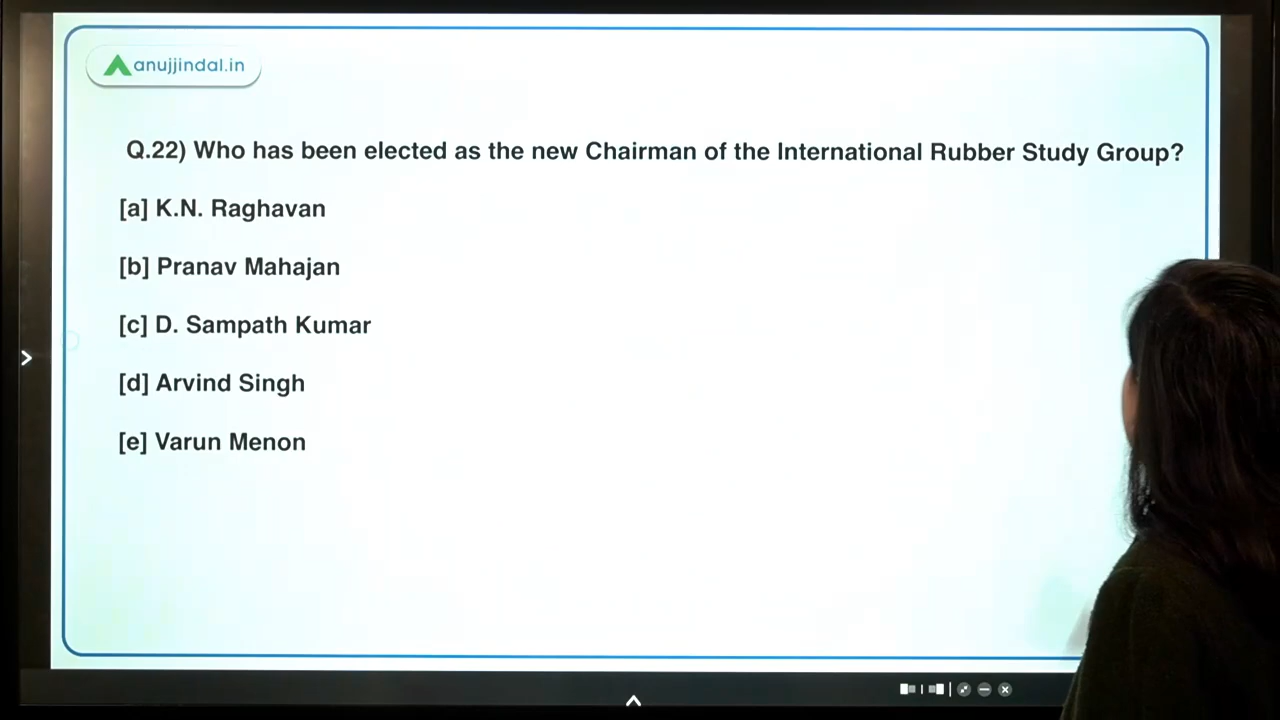 anujjindal.in
Q.22) Who has been elected as the new Chairman of the International Rubber Study Group?
[a] K.N. Raghavan
[b] Pranav Mahajan
[c] D. Sampath Kumar
[d] Arvind Singh
[e] Varun Menon